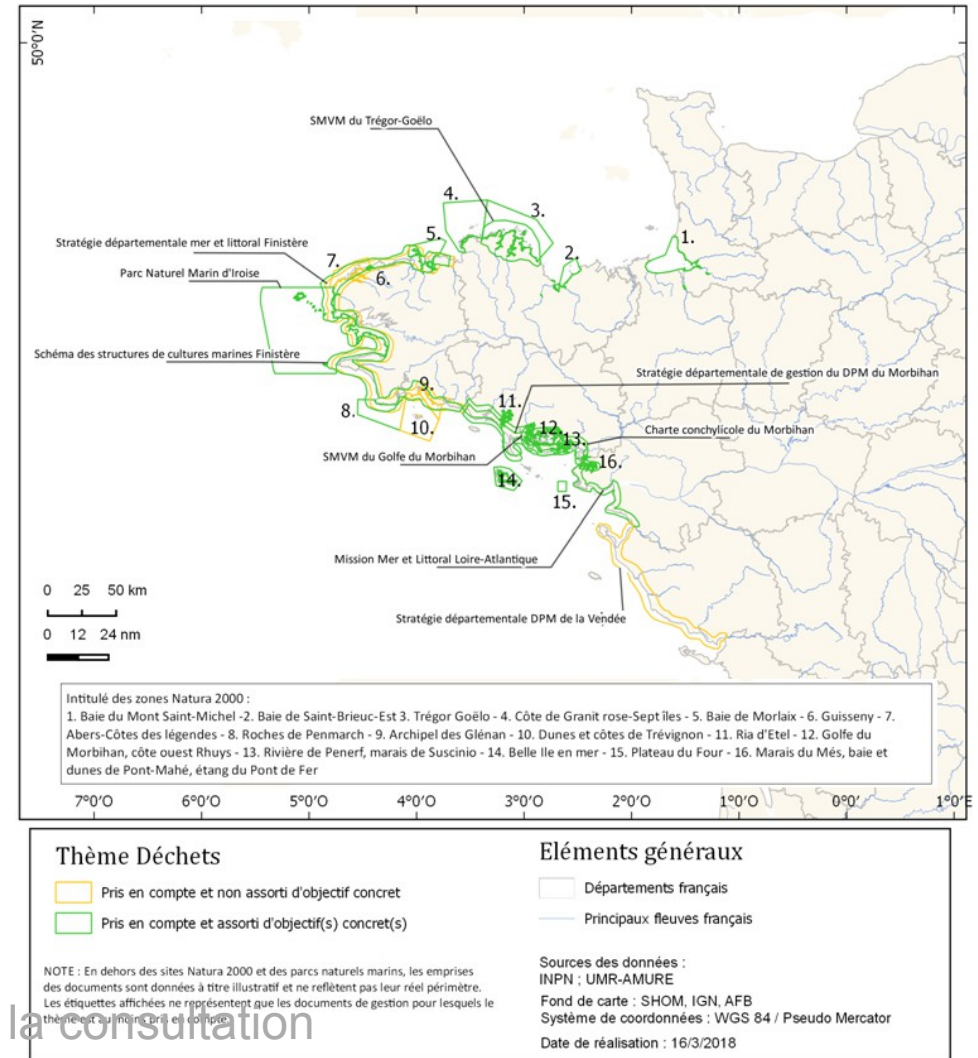 50°0'N
SMVM du Trégor-Goëlo
4.
3.
Stratégie départementale mer et littoral Finistère
5.
2.
1.
7.
6.
Parc Naturel Marin d'Iroise
Schéma des structures de cultures marines Finistère
Stratégie départementale de gestion du DPM du Morbihan
9.
8.
10.
11.
12.
13.
Charte conchylicole du Morbihan
SMVM du Golfe du Morbihan
16.
14.
15.
Mission Mer et Littoral Loire-Atlantique
Stratégie départementale DPM de la Vendée
0 25 50 km
0 12 24 nm
Intitulé des zones Natura 2000 :
1. Baie du Mont Saint-Michel -2. Baie de Saint-Brieuc-Est 3. Trégor Goëlo - 4. Côte de Granit rose-Sept îles - 5. Baie de Morlaix - 6. Guisseny - 7.
Abers-Côtes des légendes - 8. Roches de Penmarch - 9. Archipel des Glénan - 10. Dunes et côtes de Trévignon - 11. Ria d'Etel - 12. Golfe du
Morbihan, côte ouest Rhuys - 13. Rivière de Penerf, marais de Suscinio - 14. Belle Ile en mer - 15. Plateau du Four - 16. Marais du Més, baie et
dunes de Pont-Mahé, étang du Pont de Fer
7°0'O 6°0'O 5°0'O 4°0'O 3°0'O 2°0'O 1°0'O 0°0' 1°0'E
Thème Déchets
Pris en compte et non assorti d'objectif concret
Pris en compte et assorti d'objectif(s) concret(s)
NOTE : En dehors des sites Natura 2000 et des parcs naturels marins, les emprises
des documents sont données à titre illustratif et ne reflètent pas leur réel périmètre.
Les étiquettes affichées ne représentent que les documents de gestion pour lesquels le
thème est au moins pris en compte.
la consultation
Eléments généraux
Départements français
Principaux fleuves français
Sources des données :
INPN ; UMR-AMURE
Fond de carte : SHOM, IGN, AFB
Système de coordonnées : WGS 84 / Pseudo Mercator
Date de réalisation : 16/3/2018